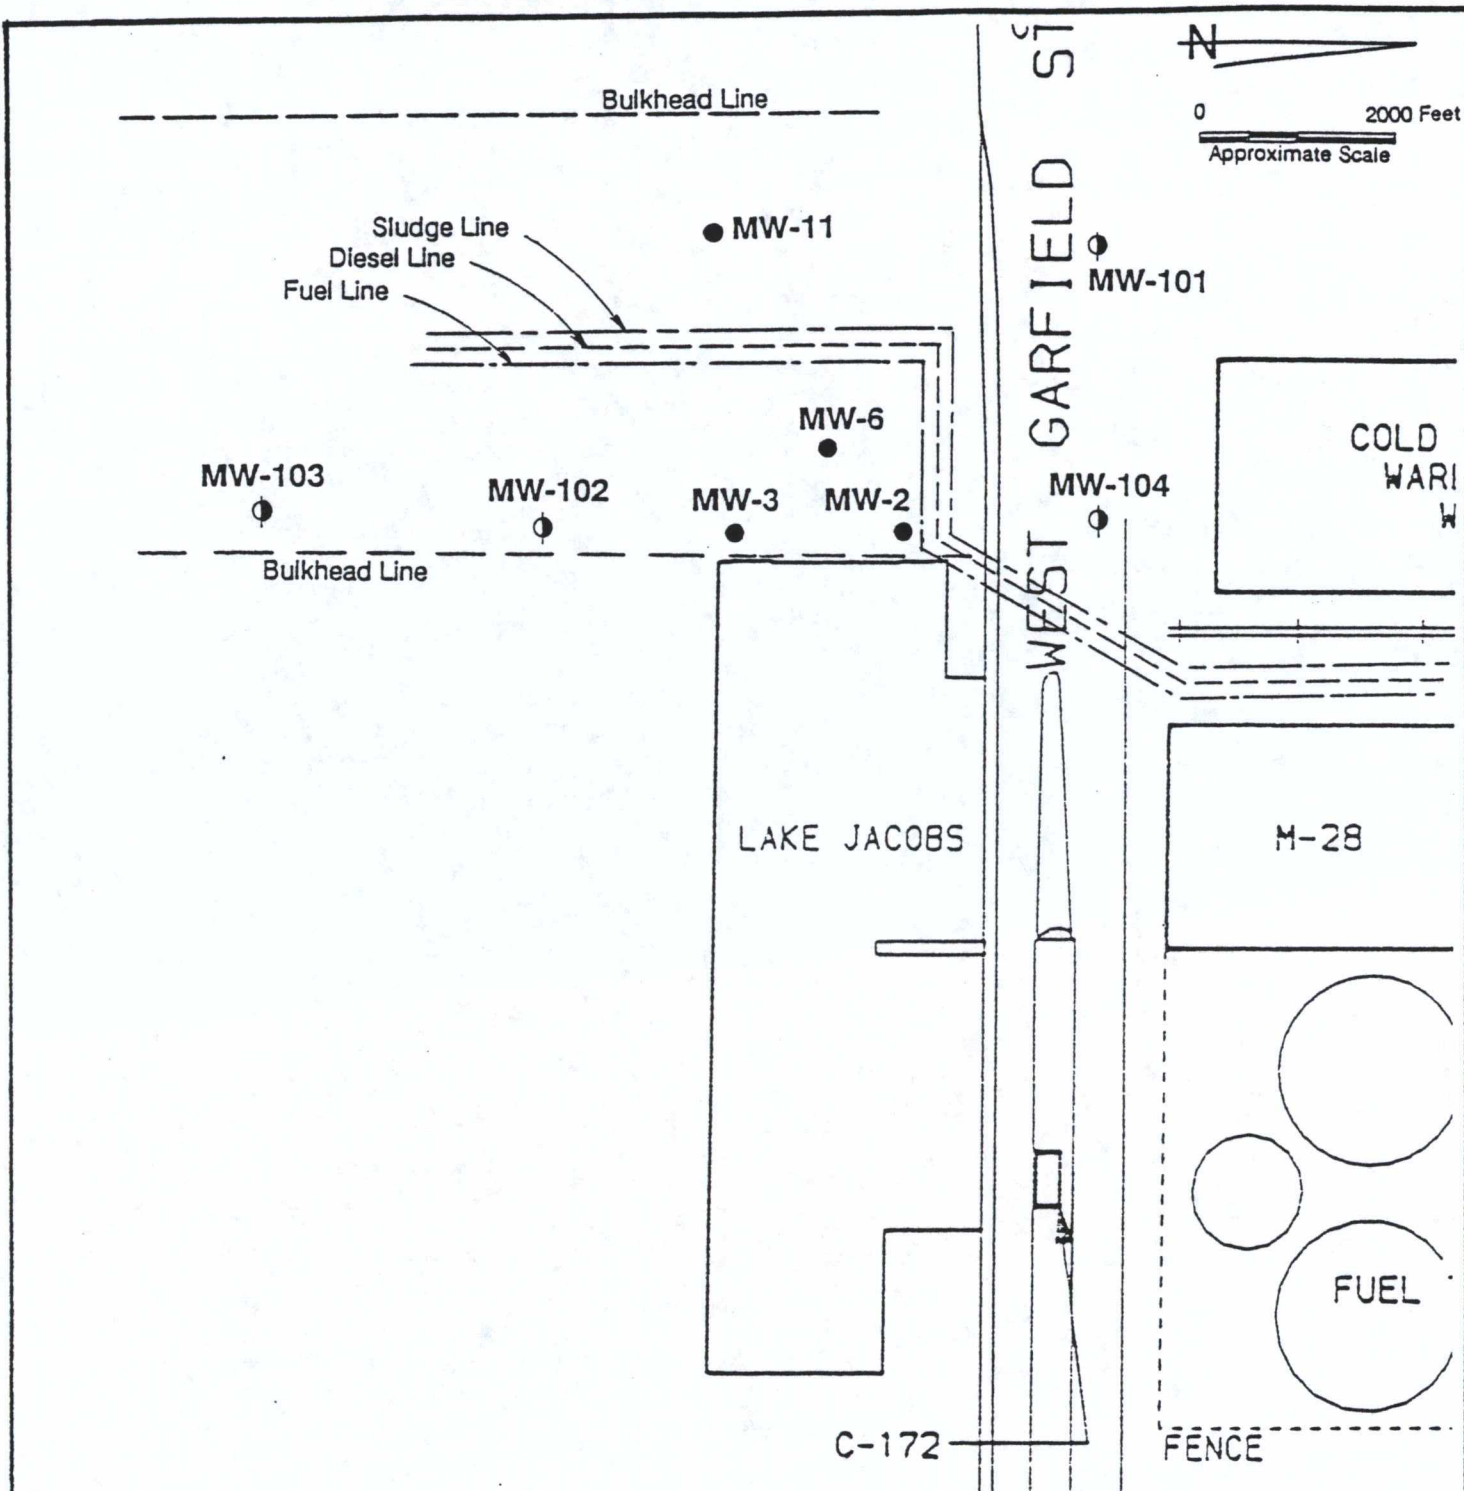 N
0 2000 Feet
Approximate Scale
Bulkhead Line
Sludge Line
Diesel Line
Fuel Line
MW-11
MW-101
WEST GARFIELD ST
MW-6
MW-103
MW-102
MW-3
MW-2
MW-104
COLD
Bulkhead Line
LAKE JACOBS
M-28
FUEL
C-172
FENCE